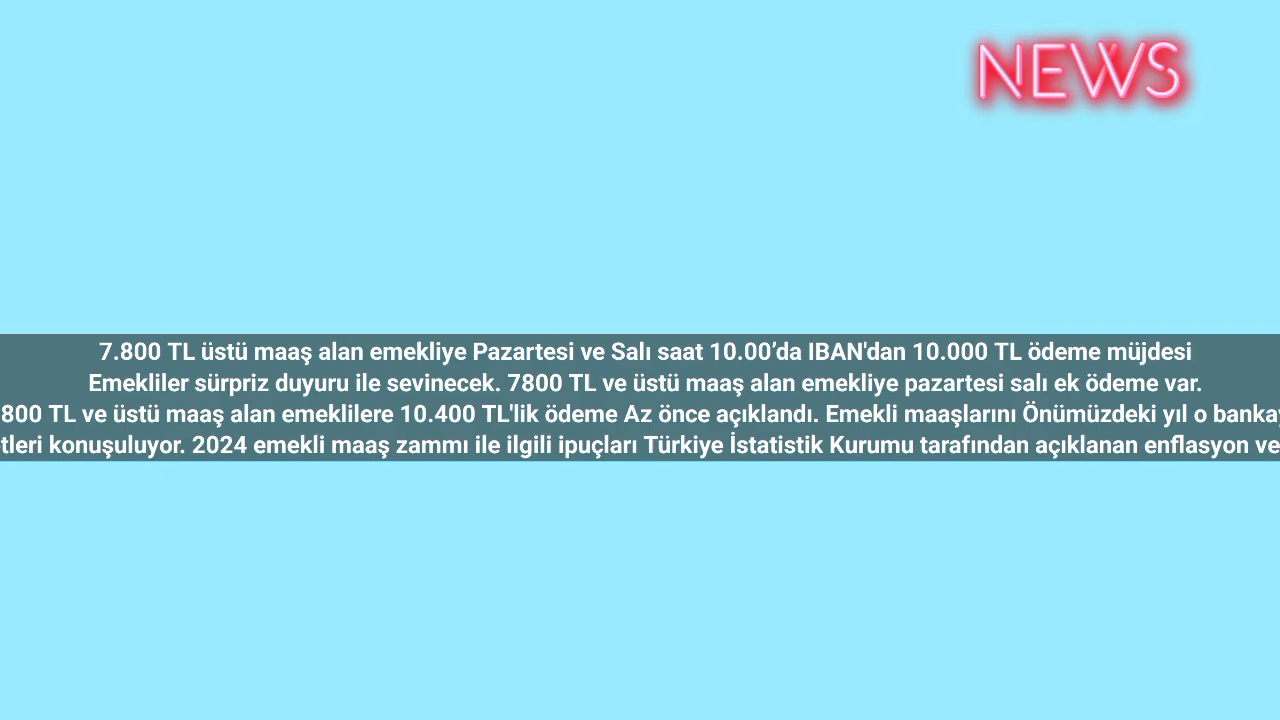 NEWS
7.800 TL üstü maaş alan emekliye Pazartesi ve Salı saat 10.00’da IBAN'dan 10.000 TL ödeme müjdesi
Emekliler sürpriz duyuru ile sevinecek. 7800 TL ve üstü maaş alan emekliye pazartesi salı ek ödeme var.
800 TL ve üstü maaş alan emeklilere 10.400 TL'lik ödeme Az önce açıklandı. Emekli maaşlarını Önümüzdeki yıl o
konuşuluyor. 2024 emekli maaş zammı ile ilgili ipuçları Türkiye İstatistik Kurumu tarafından açıklanan enflasyon